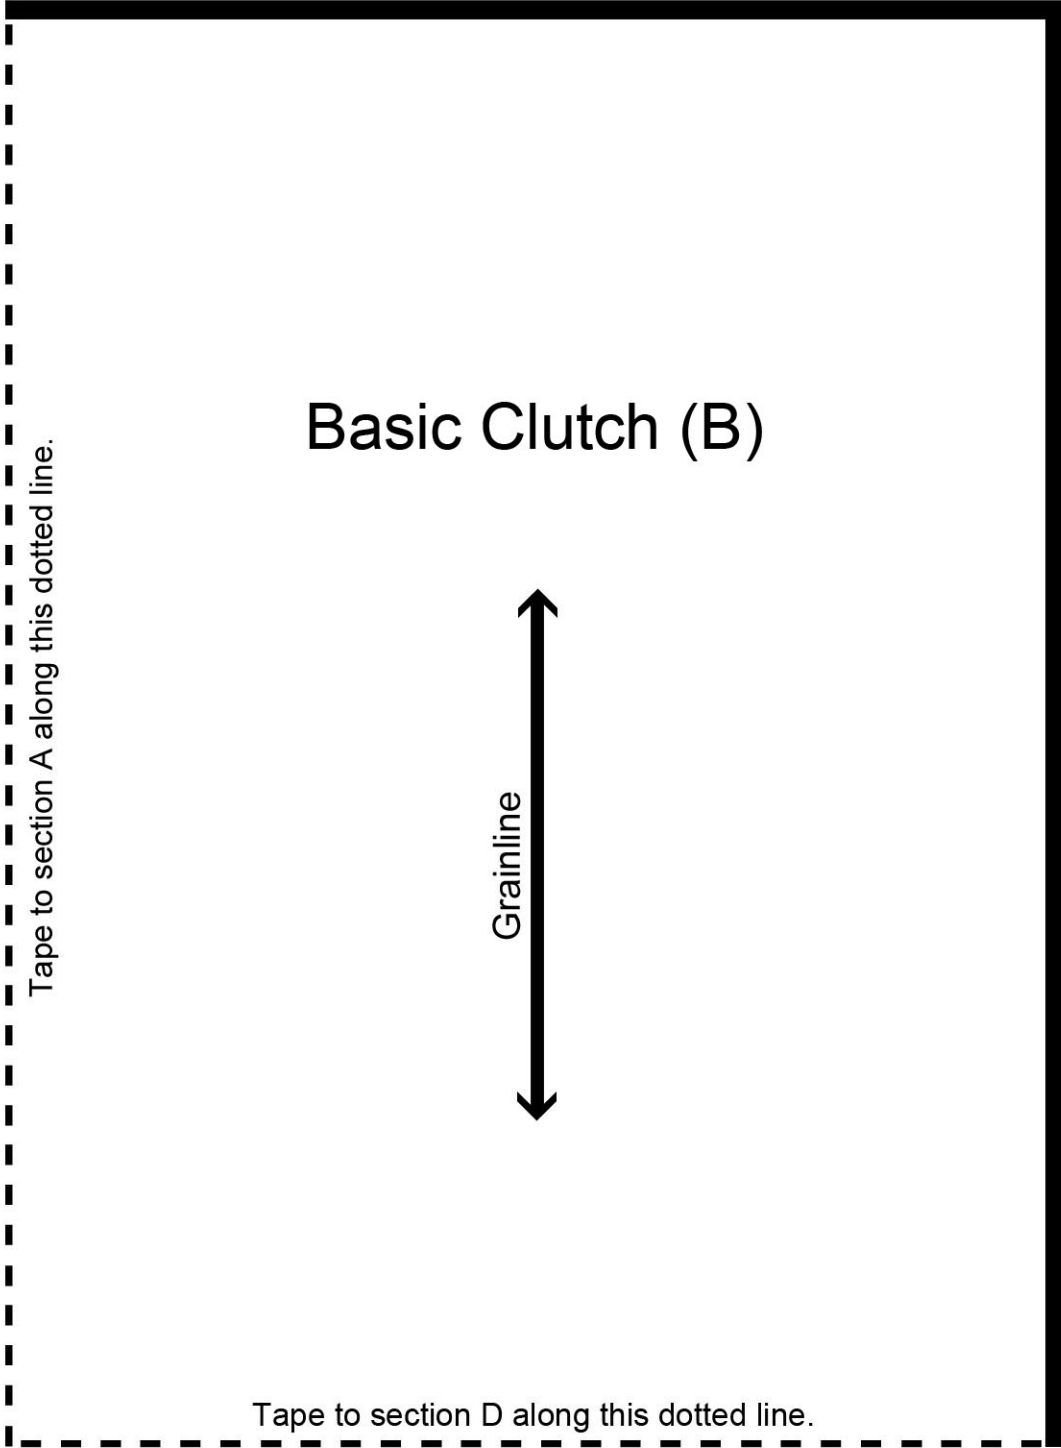 Basic Clutch (B)
Tape to section A along this dotted line.
Grainline
Tape to section D along this dotted line.